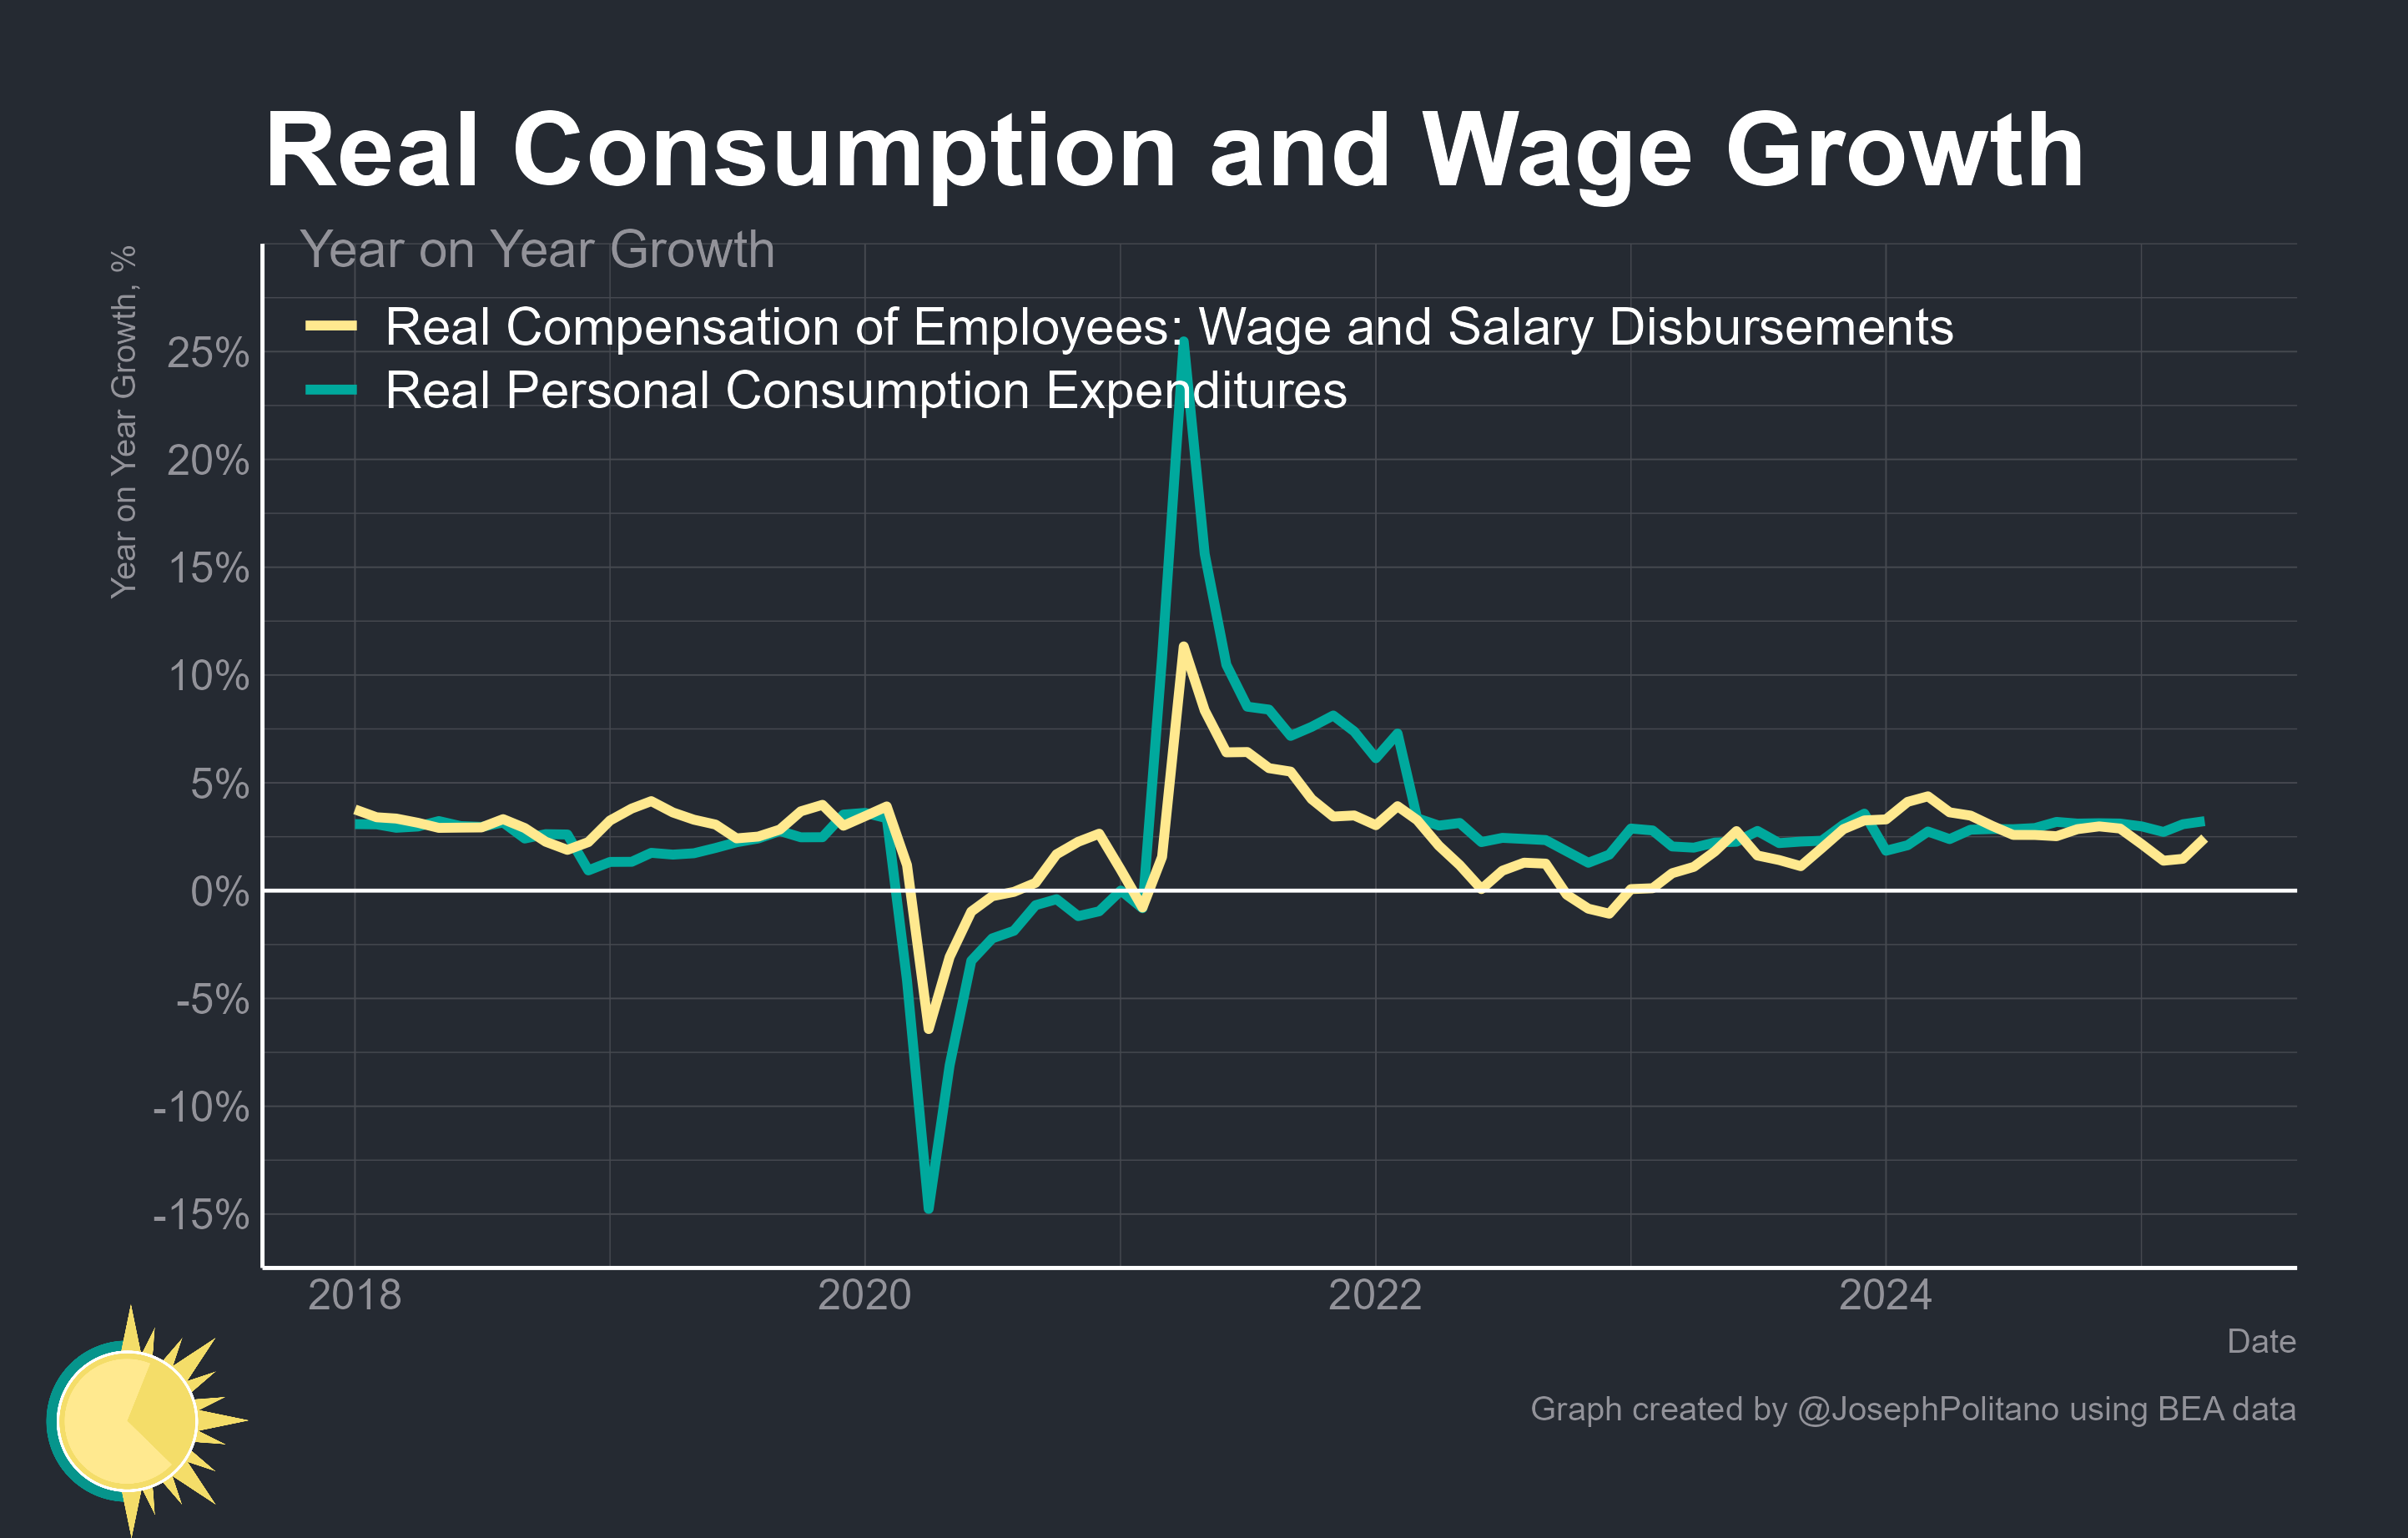 Real Consumption and Wage Growth
Year on Year Growth
Real Compensation of Employees: Wage and Salary Disbursements
Real Personal Consumption Expenditures
Year on Year Growth, %
25%
20%
15%
10%
5%
0%
-5%
-10%
-15%
2018 2020 2022 2024
Date
Graph created by @JosephPolitano using BEA data